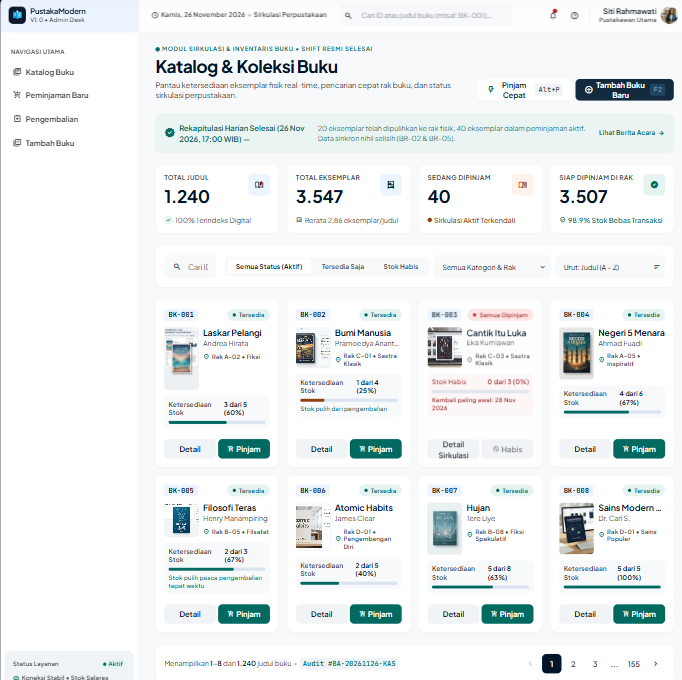 PustakaModern
V1.0 • Admin Desk
Kamis, 26 November 2026 – Sirkulasi Perpustakaan
Cari ID atau judul buku (misal: BK-001)...
Siti Rahmawati
Pustakawan Utama
NAVIGASI UTAMA
Katalog Buku
Peminjaman Baru
Pengembalian
Tambah Buku
MODUL SIRKULASI & INVENTARIS BUKU • SHIFT RESMI SELESAI
Katalog & Koleksi Buku
Pantau ketersediaan eksemplar fisik real-time, pencarian cepat rak buku, dan status
sirkulasi perpustakaan.
Pinjam
Cepat
Alt+P
Tambah Buku
Baru
F2
Rekapitulasi Harian Selesai (26 Nov
2026, 17:00 WIB) —
20 eksemplar telah dipulihkan ke rak fisik, 40 eksemplar dalam peminjaman aktif.
Data sinkron nihil selisih (BR-02 & BR-05).
Lihat Berita Acara →
TOTAL JUDUL
1.240
100% Terindeks Digital
TOTAL EKSEMPLAR
3.547
Rerata 2,86 eksemplar/judul
SEDANG DIPINJAM
40
Sirkulasi Aktif Terkendali
SIAP DIPINJAM DI RAK
3.507
98.9% Stok Bebas Transaksi
Cari ID
Semua Status (Aktif)
Tersedia Saja
Stok Habis
Semua Kategori & Rak
Urut: Judul (A - Z)
BK-001
Tersedia
Laskar Pelangi
Andrea Hirata
Rak A-02 • Fiksi
Ketersediaan
Stok
3 dari 5
(60%)
Detail
Pinjam
BK-002
Tersedia
Bumi Manusia
Pramoedya Anant...
Rak C-01 • Sastra
Klasik
Ketersediaan
Stok
1 dari 4
(25%)
Stok pulih dari pengembalian
Detail
Pinjam
BK-003
Semua Dipinjam
Cantik Itu Luka
Eka Kurniawan
Rak C-03 • Sastra
Klasik
Stok Habis
0 dari 3 (0%)
Kembali paling awal: 28 Nov
2026
Detail
Sirkulasi
Habis
BK-004
Tersedia
Negeri 5 Menara
Ahmad Fuadi
Rak A-05 •
Inspiratif
Ketersediaan
Stok
4 dari 6
(67%)
Detail
Pinjam
BK-005
Tersedia
Filosofi Teras
Henry Manampiring
Rak B-05 • Filsafat
Ketersediaan
Stok
2 dari 3
(67%)
Stok pulih pasca pengembalian
tepat waktu
Detail
Pinjam
BK-006
Tersedia
Atomic Habits
James Clear
Rak D-01 •
Pengembangan
Diri
Ketersediaan
Stok
2 dari 5
(40%)
Detail
Pinjam
BK-007
Tersedia
HUJAN
Hujan
Tere Liye
Rak B-08 • Fiksi
Spekulatif
Ketersediaan
Stok
5 dari 8
(63%)
Detail
Pinjam
BK-008
Tersedia
Sains Modern ...
Dr. Carl S.
Rak D-01 • Sains
Populer
Ketersediaan
Stok
5 dari 5
(100%)
Detail
Pinjam
Menampilkan 1-8 dari 1.240 judul buku • Audit #BA-20261126-KAS
‹ 1 2 3 ... 155 ›
Status Layanan
Aktif
Koneksi Stabil • Stok Selaras